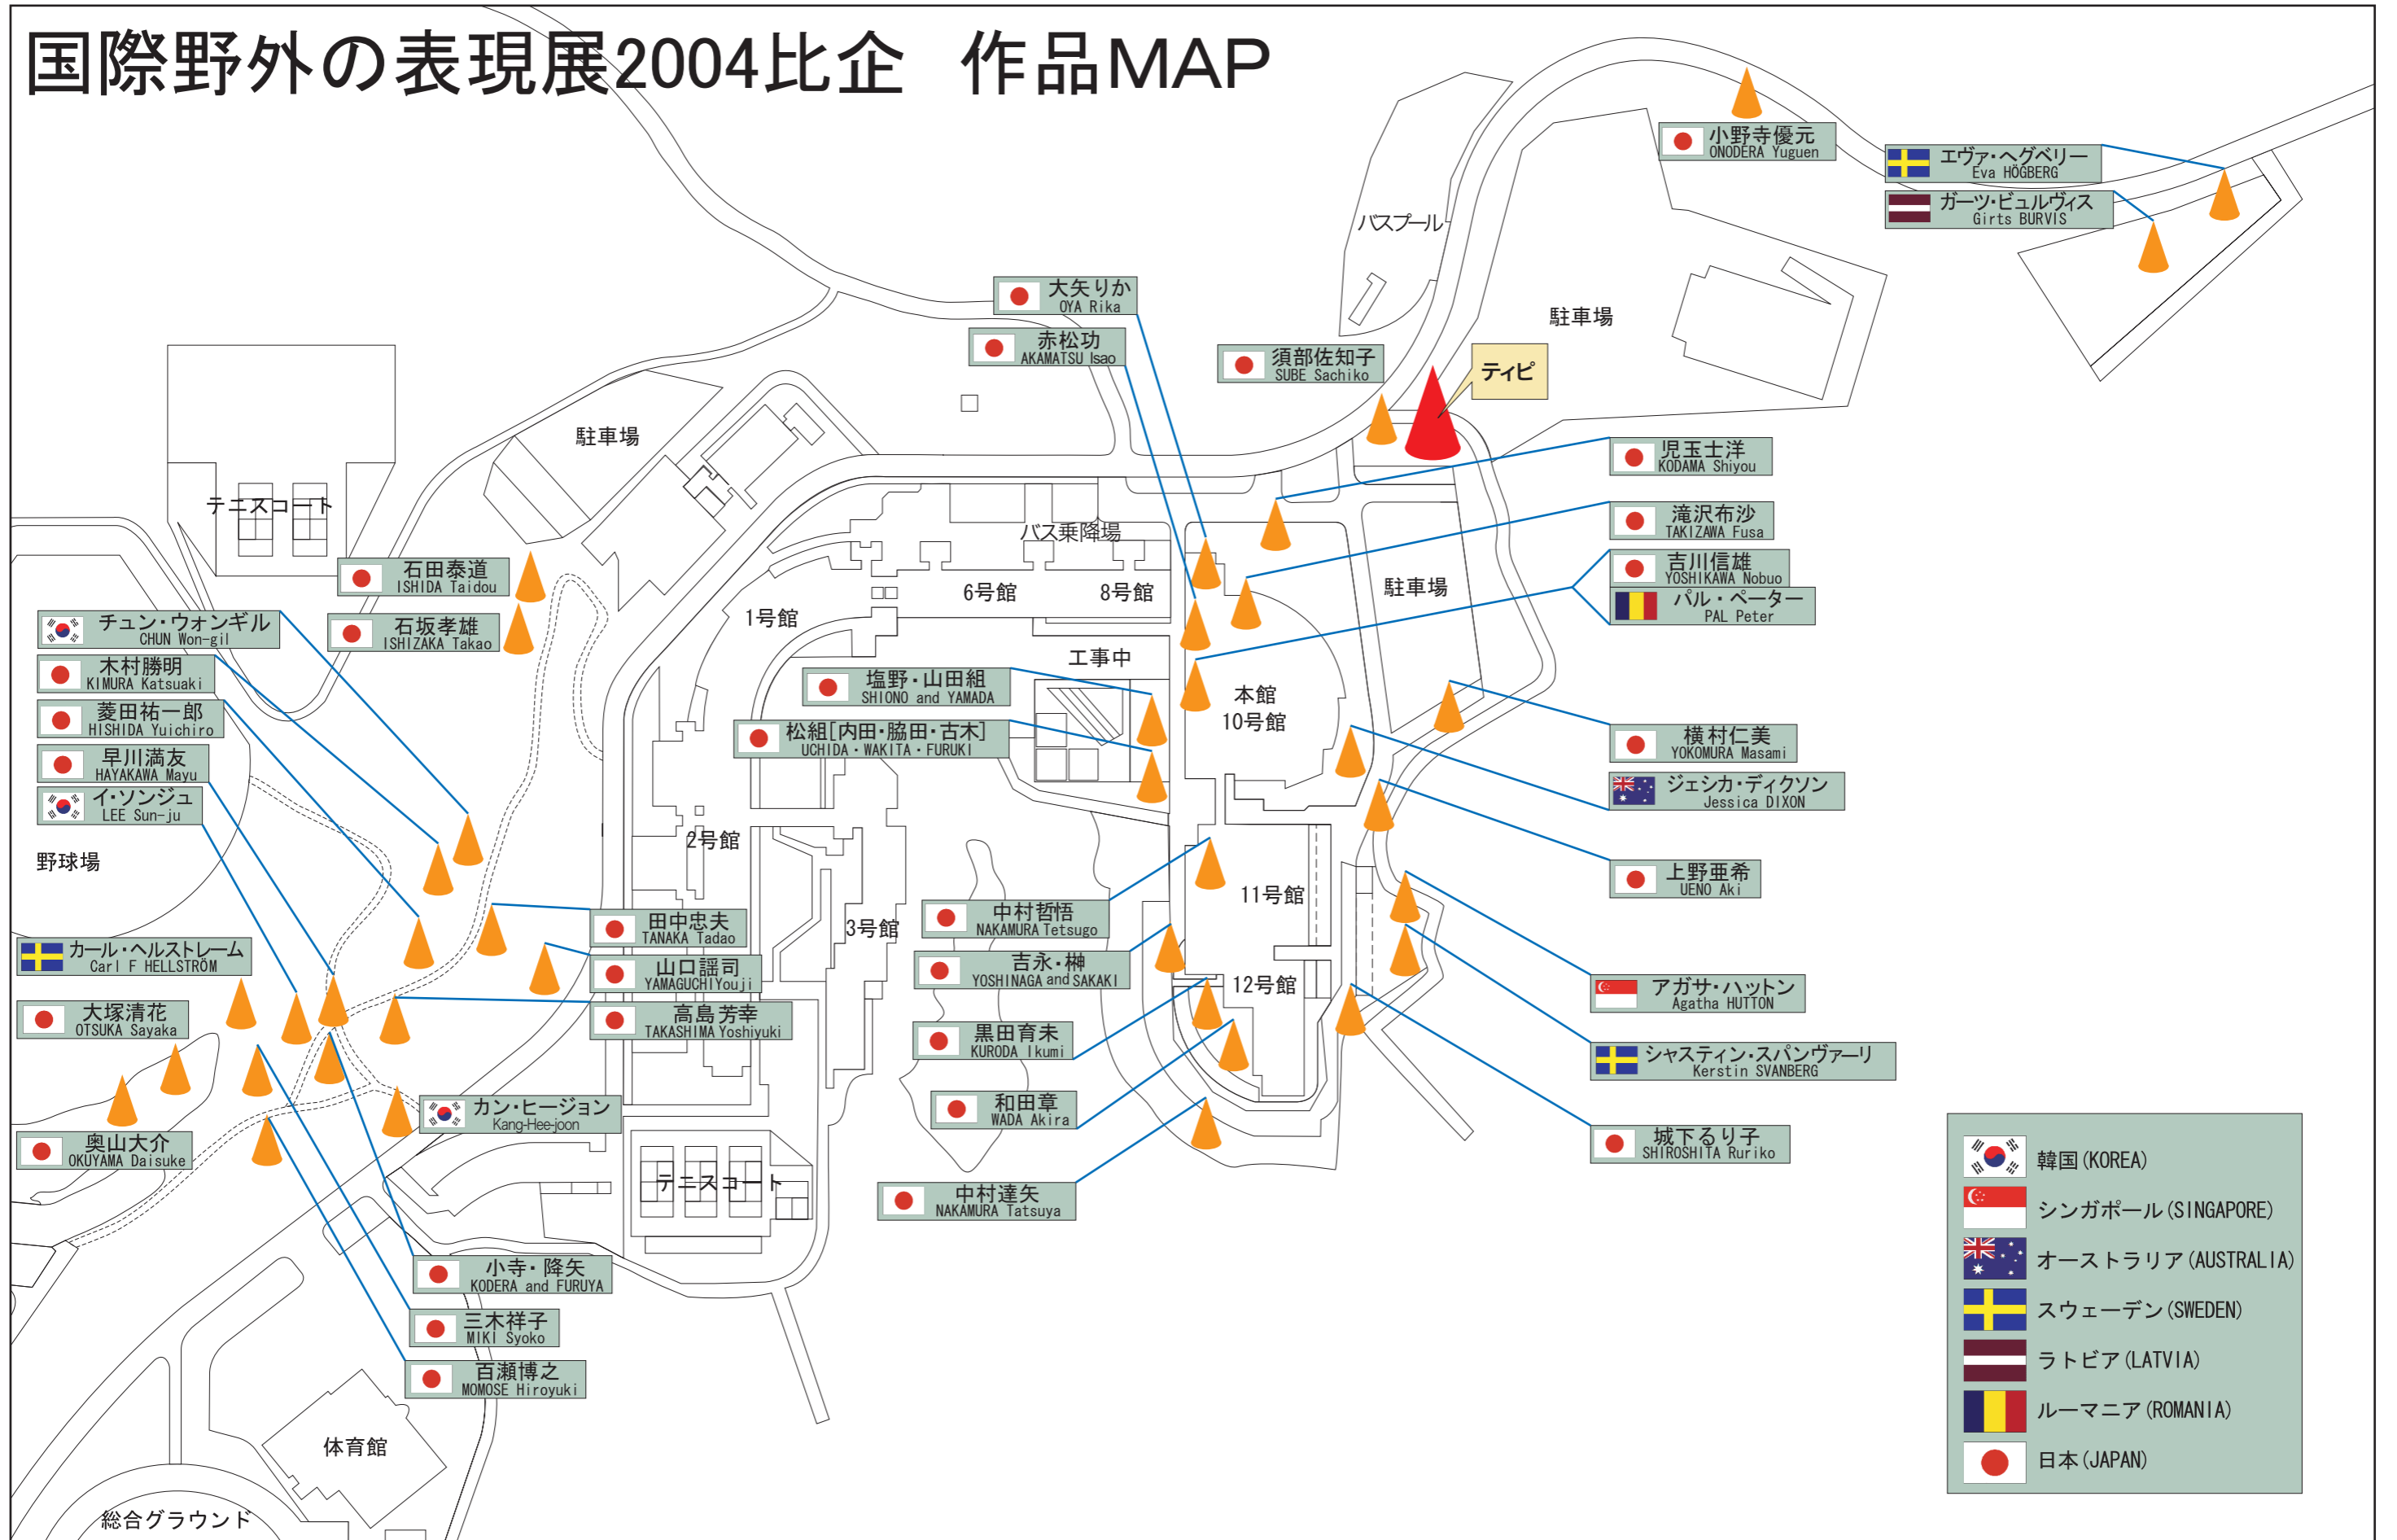 国際野外の表現展2004比企　作品MAP
小野寺優元
ONODERA Yuguen
エヴァ・ヘグベリー
Eva HÖGBERG
ガーツ・ビュルヴィス
Girts BURVIS
バスプール
大矢りか
OYA Rika
駐車場
赤松功
AKAMATSU Isao
須部佐知子
SUBE Sachiko
ティピ
駐車場
児玉士洋
KODAMA Shiyou
テニスコート
バス乗降場
滝沢布沙
TAKIZAWA Fusa
石田泰道
ISHIDA Taidou
吉川信雄
YOSHIKAWA Nobuo
パル・ペーター
PAL Peter
駐車場
6号館
8号館
1号館
チュン・ウォンギル
CHUN Won-gil
石坂孝雄
ISHIZAKA Takao
工事中
木村勝明
KIMURA Katsuaki
塩野・山田組
SHIONO and YAMADA
本館
10号館
菱田祐一郎
HISHIDA Yuichiro
松組[内田・脇田・古木]
UCHIDA・WAKITA・FURUKI
横村仁美
YOKOMURA Masami
早川満友
HAYAKAWA Mayu
ジェシカ・ディクソン
Jessica DIXON
イ・ソンジュ
LEE Sun-ju
2号館
野球場
上野亜希
UENO Aki
11号館
田中忠夫
TANAKA Tadao
3号館
中村哲悟
NAKAMURA Tetsugo
カール・ヘルストレーム
Carl F HELLSTRÖM
山口謡司
YAMAGUCHI Youji
吉永・榊
YOSHINAGA and SAKAKI
12号館
アガサ・ハットン
Agatha HUTTON
大塚清花
OTSUKA Sayaka
高島芳幸
TAKASHIMA Yoshiyuki
黒田育未
KURODA Ikumi
シャスティン・スパンヴァーリ
Kerstin SVANBERG
カン・ヒージョン
Kang-Hee-joon
和田章
WADA Akira
奥山大介
OKUYAMA Daisuke
城下るり子
SHIROSHITA Ruriko
テニスコート
中村達矢
NAKAMURA Tatsuya
小寺・降矢
KODERA and FURUYA
三木祥子
MIKI Syoko
百瀬博之
MOMOSE Hiroyuki
体育館
総合グラウンド
韓国(KOREA)
シンガポール(SINGAPORE)
オーストラリア(AUSTRALIA)
スウェーデン(SWEDEN)
ラトビア(LATVIA)
ルーマニア(ROMANIA)
日本(JAPAN)